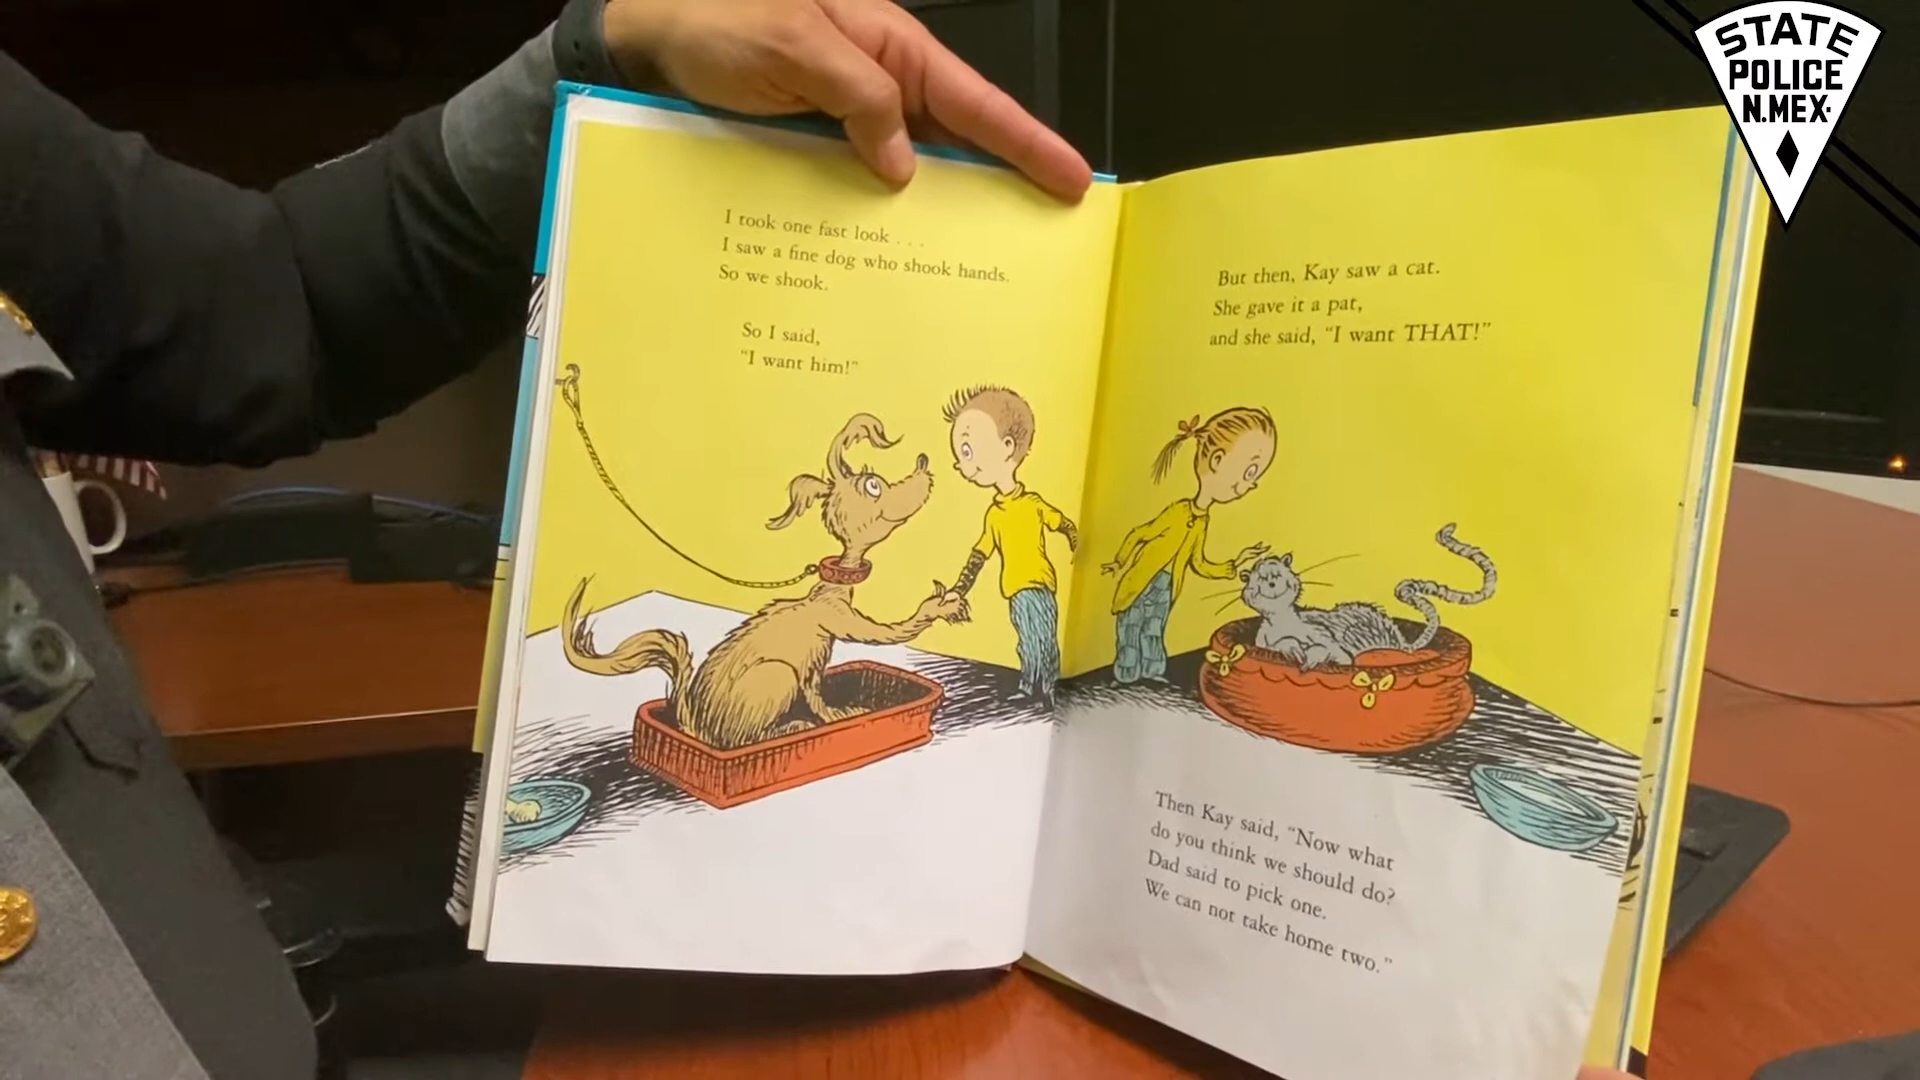 I took one fast look . . .
I saw a fine dog who shook hands.
So we shook.
So I said,
"I want him!"
But then, Kay saw a cat.
She gave it a pat,
and she said, "I want THAT!"
Then Kay said, "Now what
do you think we should do?
Dad said to pick one.
We can not take home two."
STATE
POLICE
N.MEX.